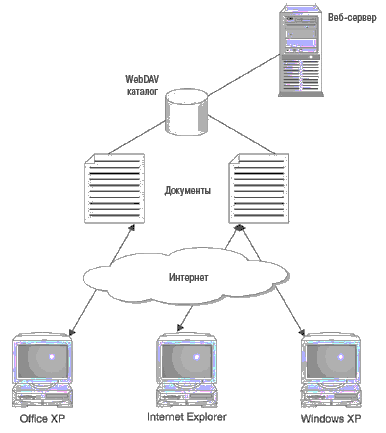 Веб-сервер
WebDAV
каталог
Документы
Интернет
Office XP
Internet Explorer
Windows XP